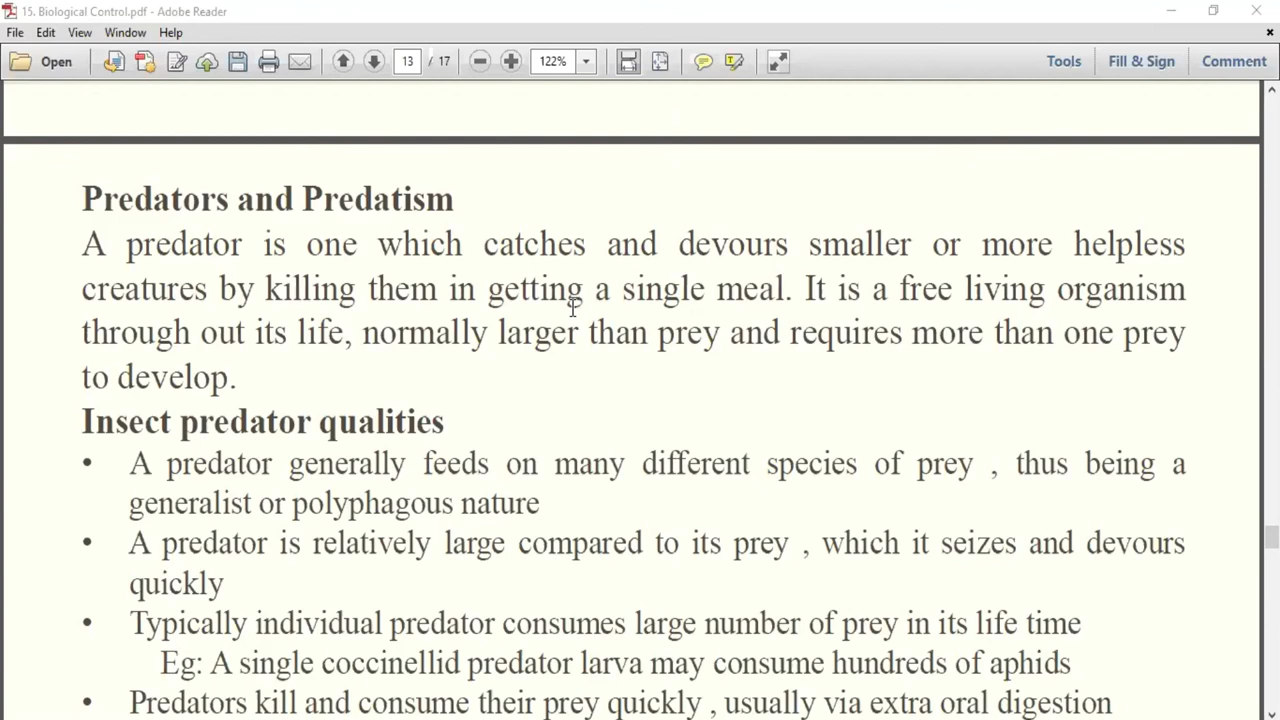 15. Biological Control.pdf - Adobe Reader
File Edit View Window Help
Open 13 / 17 122% Tools Fill & Sign Comment
Predators and Predatism
A predator is one which catches and devours smaller or more helpless
creatures by killing them in getting a single meal. It is a free living organism
through out its life, normally larger than prey and requires more than one prey
to develop.
Insect predator qualities
• A predator generally feeds on many different species of prey , thus being a
generalist or polyphagous nature
• A predator is relatively large compared to its prey , which it seizes and devours
quickly
• Typically individual predator consumes large number of prey in its life time
Eg: A single coccinellid predator larva may consume hundreds of aphids
• Predators kill and consume their prey quickly , usually via extra oral digestion